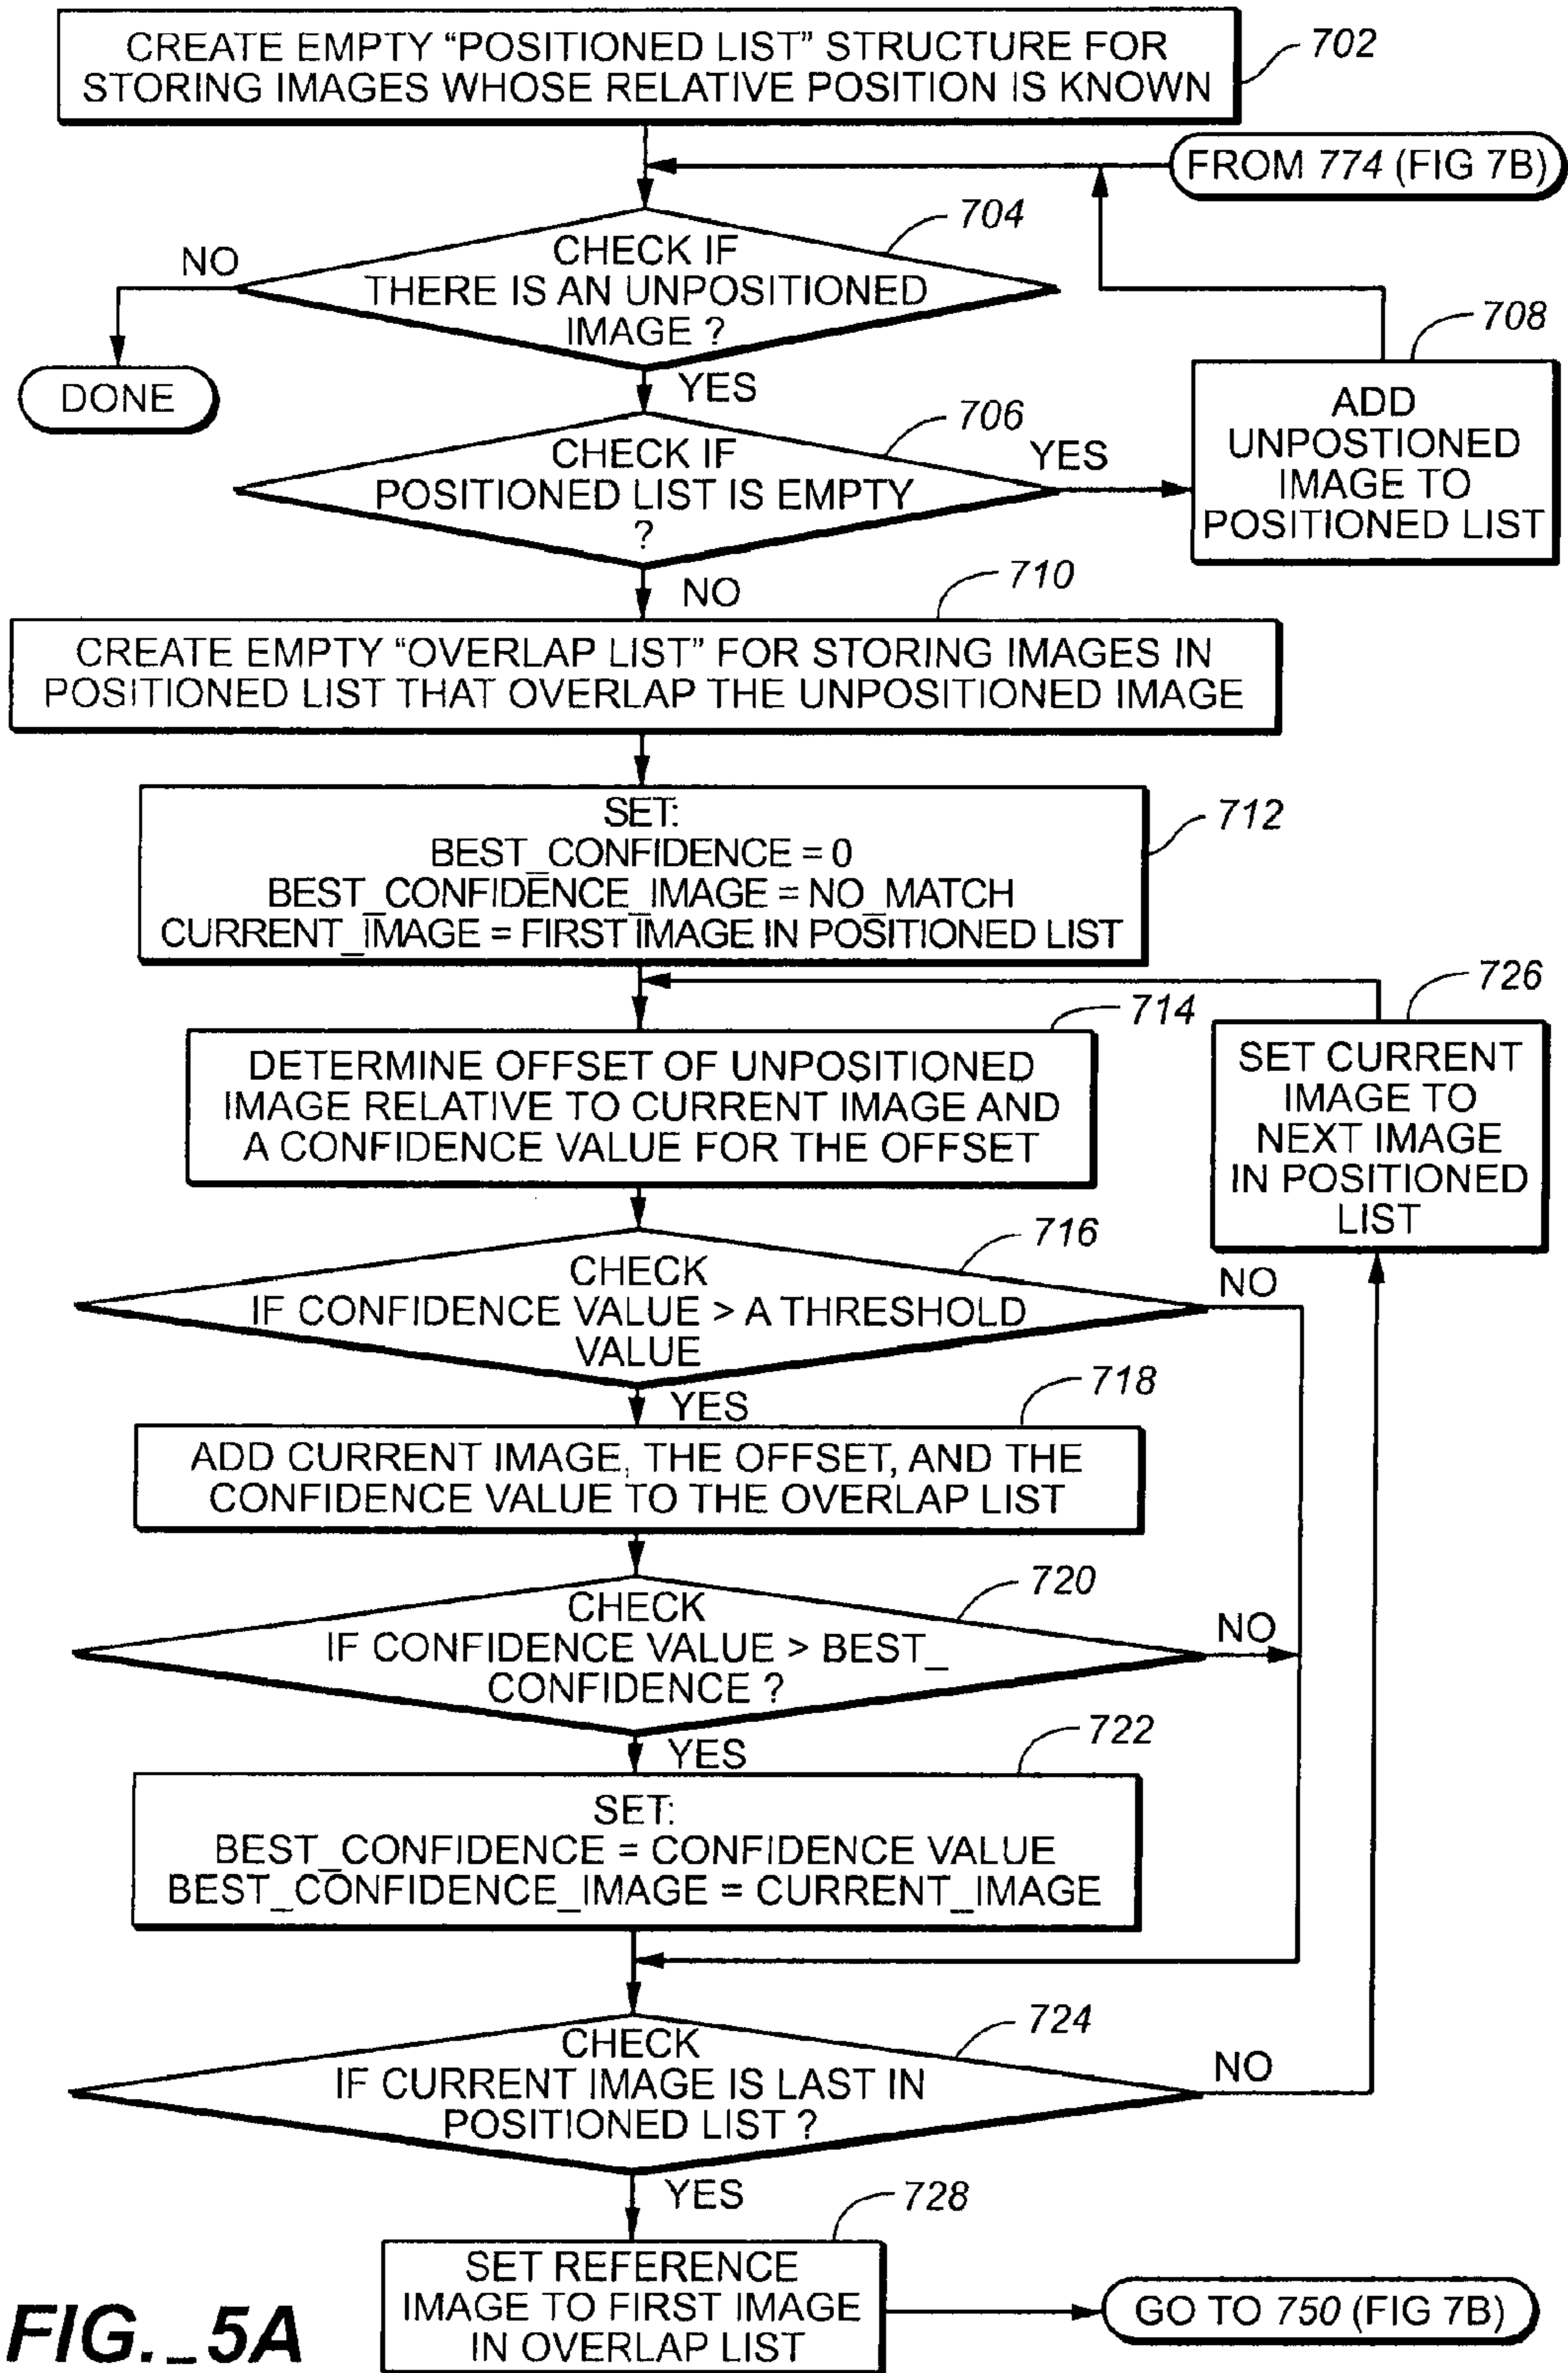 CREATE EMPTY “POSITIONED LIST” STRUCTURE FOR
STORING IMAGES WHOSE RELATIVE POSITION IS KNOWN
702
FROM 774 (FIG 7B)
704
CHECK IF
THERE IS AN UNPOSITIONED
IMAGE ?
NO
DONE
YES
708
ADD
UNPOSTIONED
IMAGE TO
POSITIONED LIST
706
CHECK IF
POSITIONED LIST IS EMPTY
?
YES
NO
710
CREATE EMPTY “OVERLAP LIST” FOR STORING IMAGES IN
POSITIONED LIST THAT OVERLAP THE UNPOSITIONED IMAGE
SET:
BEST_CONFIDENCE = 0
BEST_CONFIDENCE_IMAGE = NO_MATCH
CURRENT_IMAGE = FIRST IMAGE IN POSITIONED LIST
712
726
SET CURRENT
IMAGE TO
NEXT IMAGE
IN POSITIONED
LIST
714
DETERMINE OFFSET OF UNPOSITIONED
IMAGE RELATIVE TO CURRENT IMAGE AND
A CONFIDENCE VALUE FOR THE OFFSET
716
CHECK
IF CONFIDENCE VALUE > A THRESHOLD
VALUE
NO
YES
718
ADD CURRENT IMAGE, THE OFFSET, AND THE
CONFIDENCE VALUE TO THE OVERLAP LIST
720
CHECK
IF CONFIDENCE VALUE > BEST_
CONFIDENCE ?
NO
YES
722
SET:
BEST_CONFIDENCE = CONFIDENCE VALUE
BEST_CONFIDENCE_IMAGE = CURRENT_IMAGE
724
CHECK
IF CURRENT IMAGE IS LAST IN
POSITIONED LIST ?
NO
YES
728
SET REFERENCE
IMAGE TO FIRST IMAGE
IN OVERLAP LIST
GO TO 750 (FIG 7B)
FIG._5A